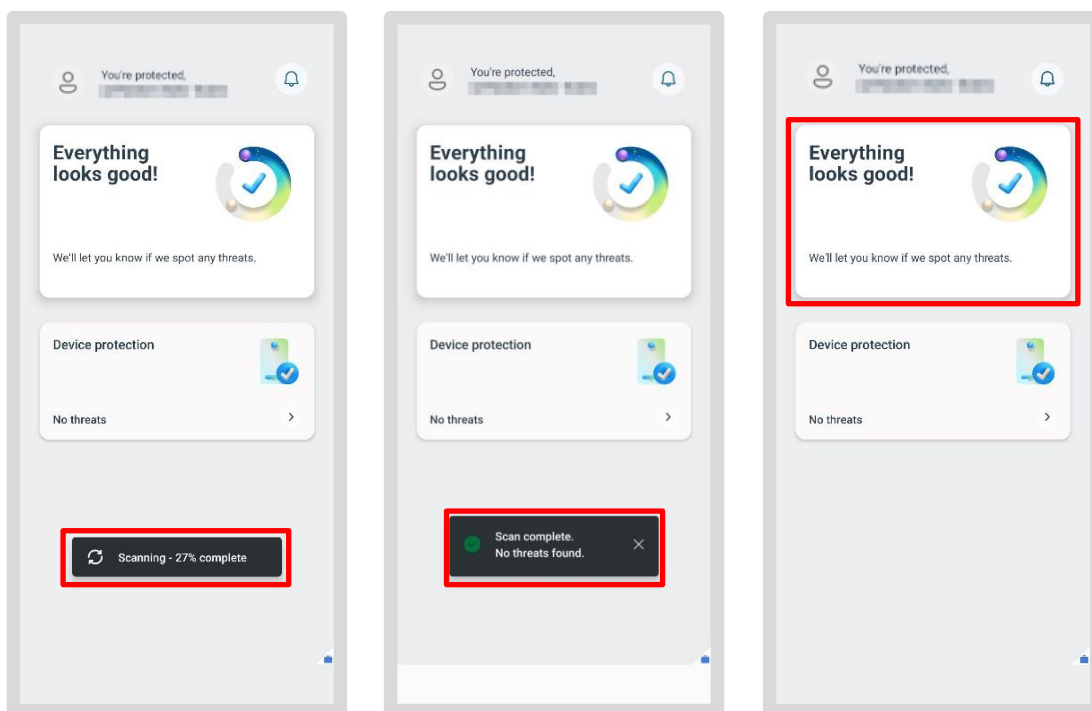 You're protected,
Everything
looks good!
We'll let you know if we spot any threats.
Device protection
No threats
Scanning - 27% complete
You're protected,
Everything
looks good!
We'll let you know if we spot any threats.
Device protection
No threats
Scan complete.
No threats found.
You're protected,
Everything
looks good!
We'll let you know if we spot any threats.
Device protection
No threats